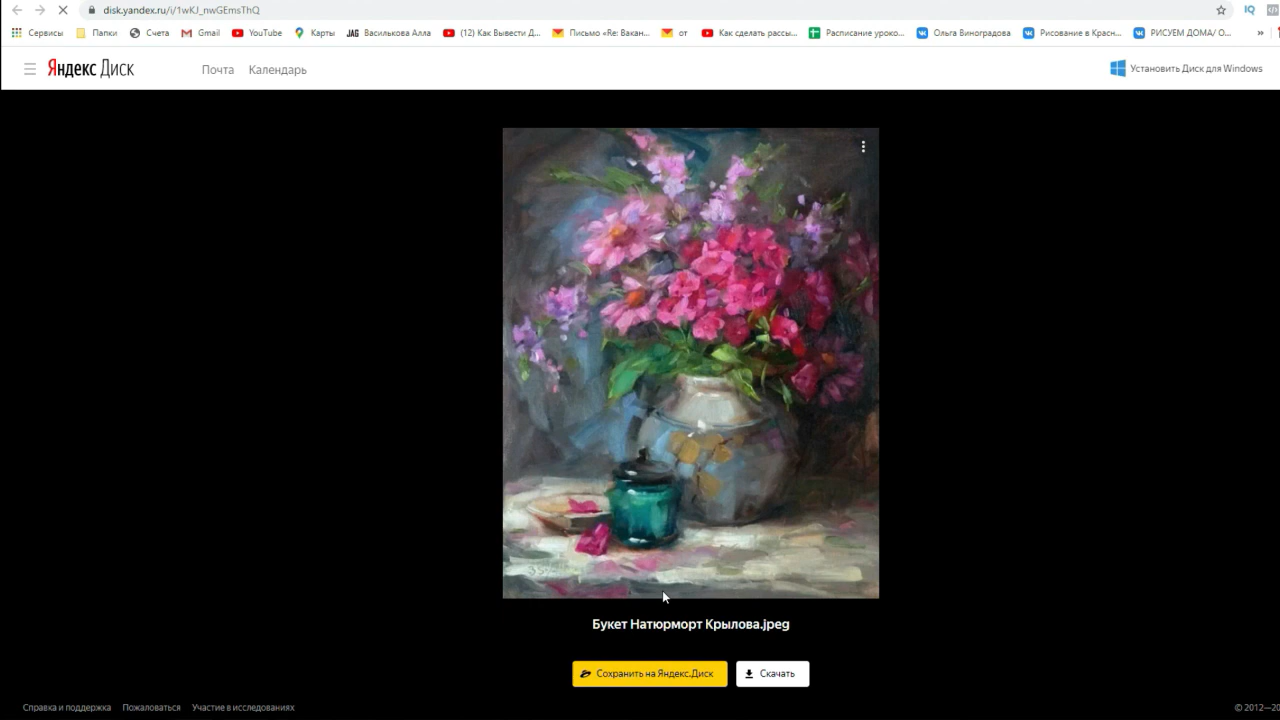 disk.yandex.ru/i/1wKJ_nwGEmsThQ
IQ
Сервисы Папки Счета Gmail YouTube Карты JAG Василькова Алла (12) Как Вывести Д... Письмо «Re: Вакан... от Как сделать рассы... Расписание уроко... Ольга Виноградова Рисование в Красн... РИСУЕМ ДОМА/ О... »
Яндекс Диск Почта Календарь Установить Диск для Windows
Букет Натюрморт Крылова.jpeg
Сохранить на Яндекс.Диск Скачать
Справка и поддержка Пожаловаться Участие в исследованиях © 2012—20